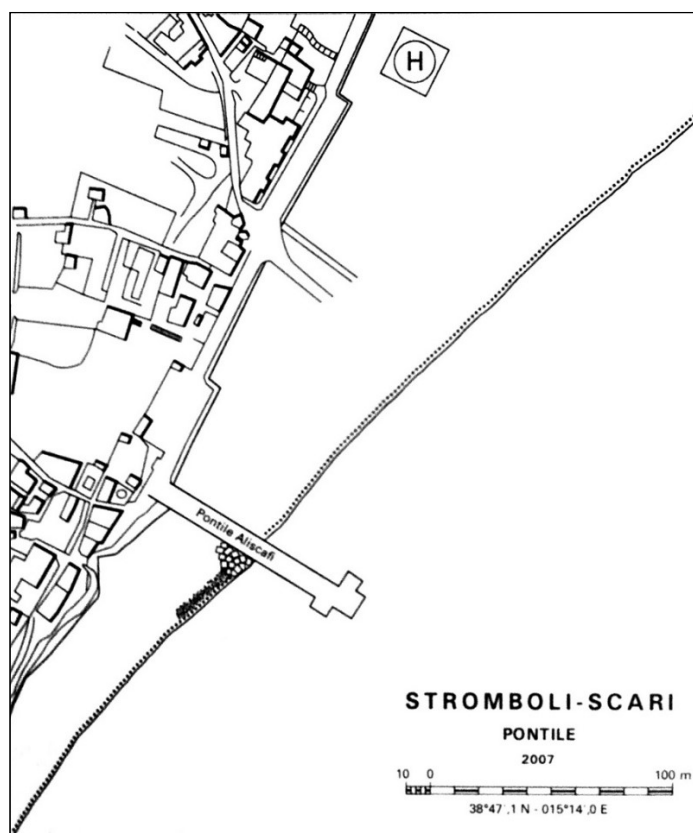 H
Pontile Aliscafi
STROMBOLI-SCARI
PONTILE
2007
10 0 100 m
38°47',1 N - 015°14',0 E